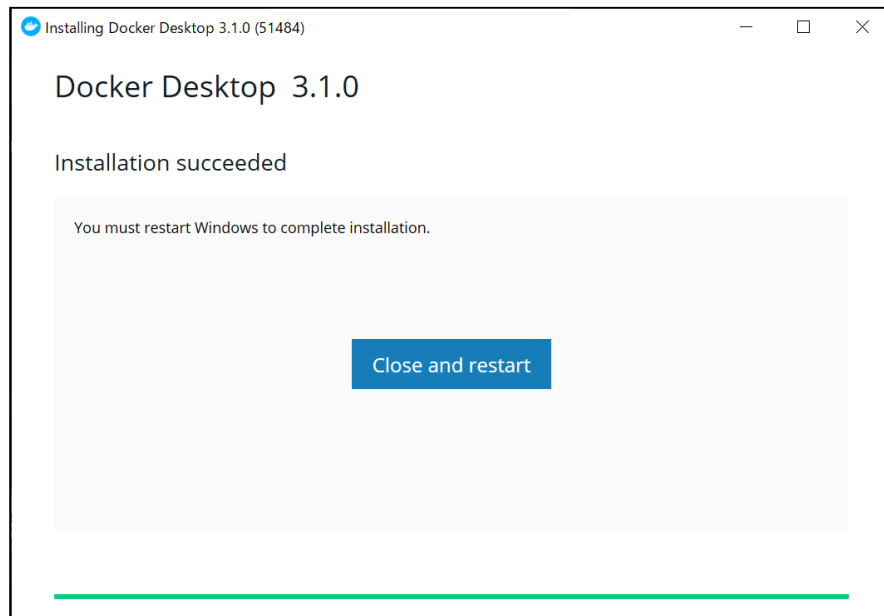 Installing Docker Desktop 3.1.0 (51484)
Docker Desktop 3.1.0
Installation succeeded
You must restart Windows to complete installation.
Close and restart